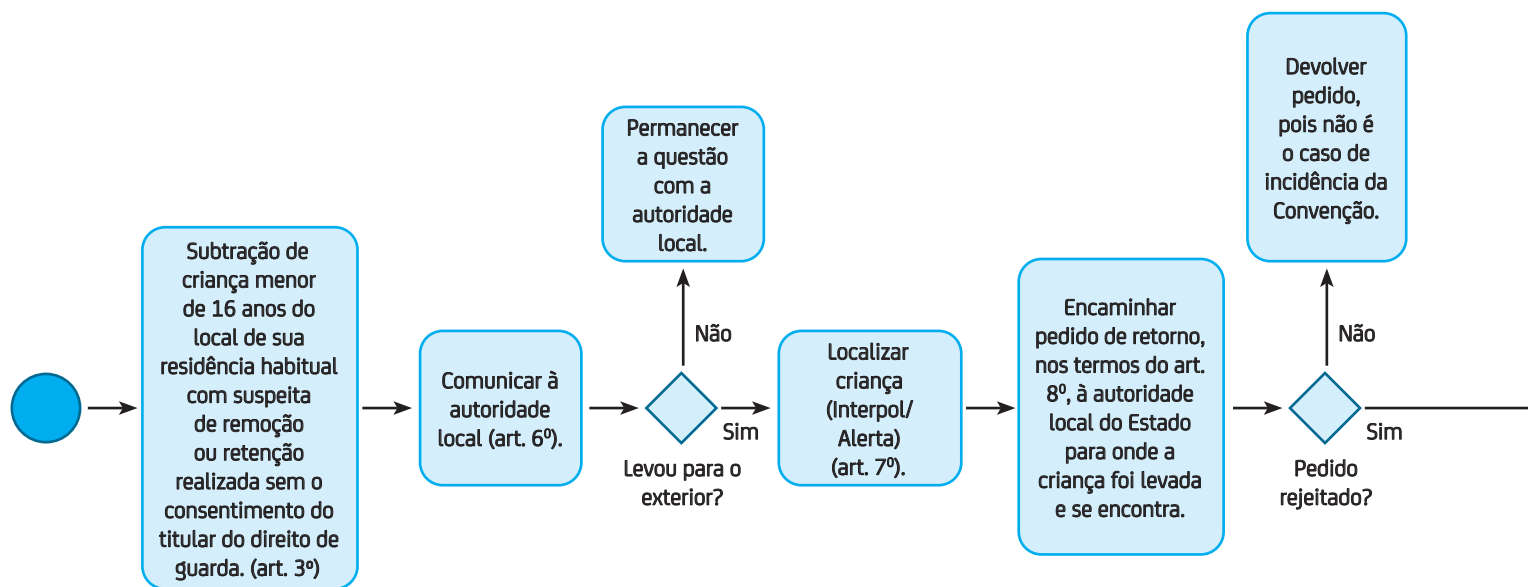 Subtração de
criança menor
de 16 anos do
local de sua
residência habitual
com suspeita
de remoção
ou retenção
realizada sem o
consentimento do
titular do direito de
guarda. (art. 3º)
Comunicar à
autoridade
local (art. 6º).
Permanecer
a questão
com a
autoridade
local.
Não
Sim
Levou para o
exterior?
Localizar
criança
(Interpol/
Alerta)
(art. 7º).
Encaminhar
pedido de retorno,
nos termos do art.
8º, à autoridade
local do Estado
para onde a
criança foi levada
e se encontra.
Devolver
pedido,
pois não é
o caso de
incidência da
Convenção.
Não
Sim
Pedido
rejeitado?